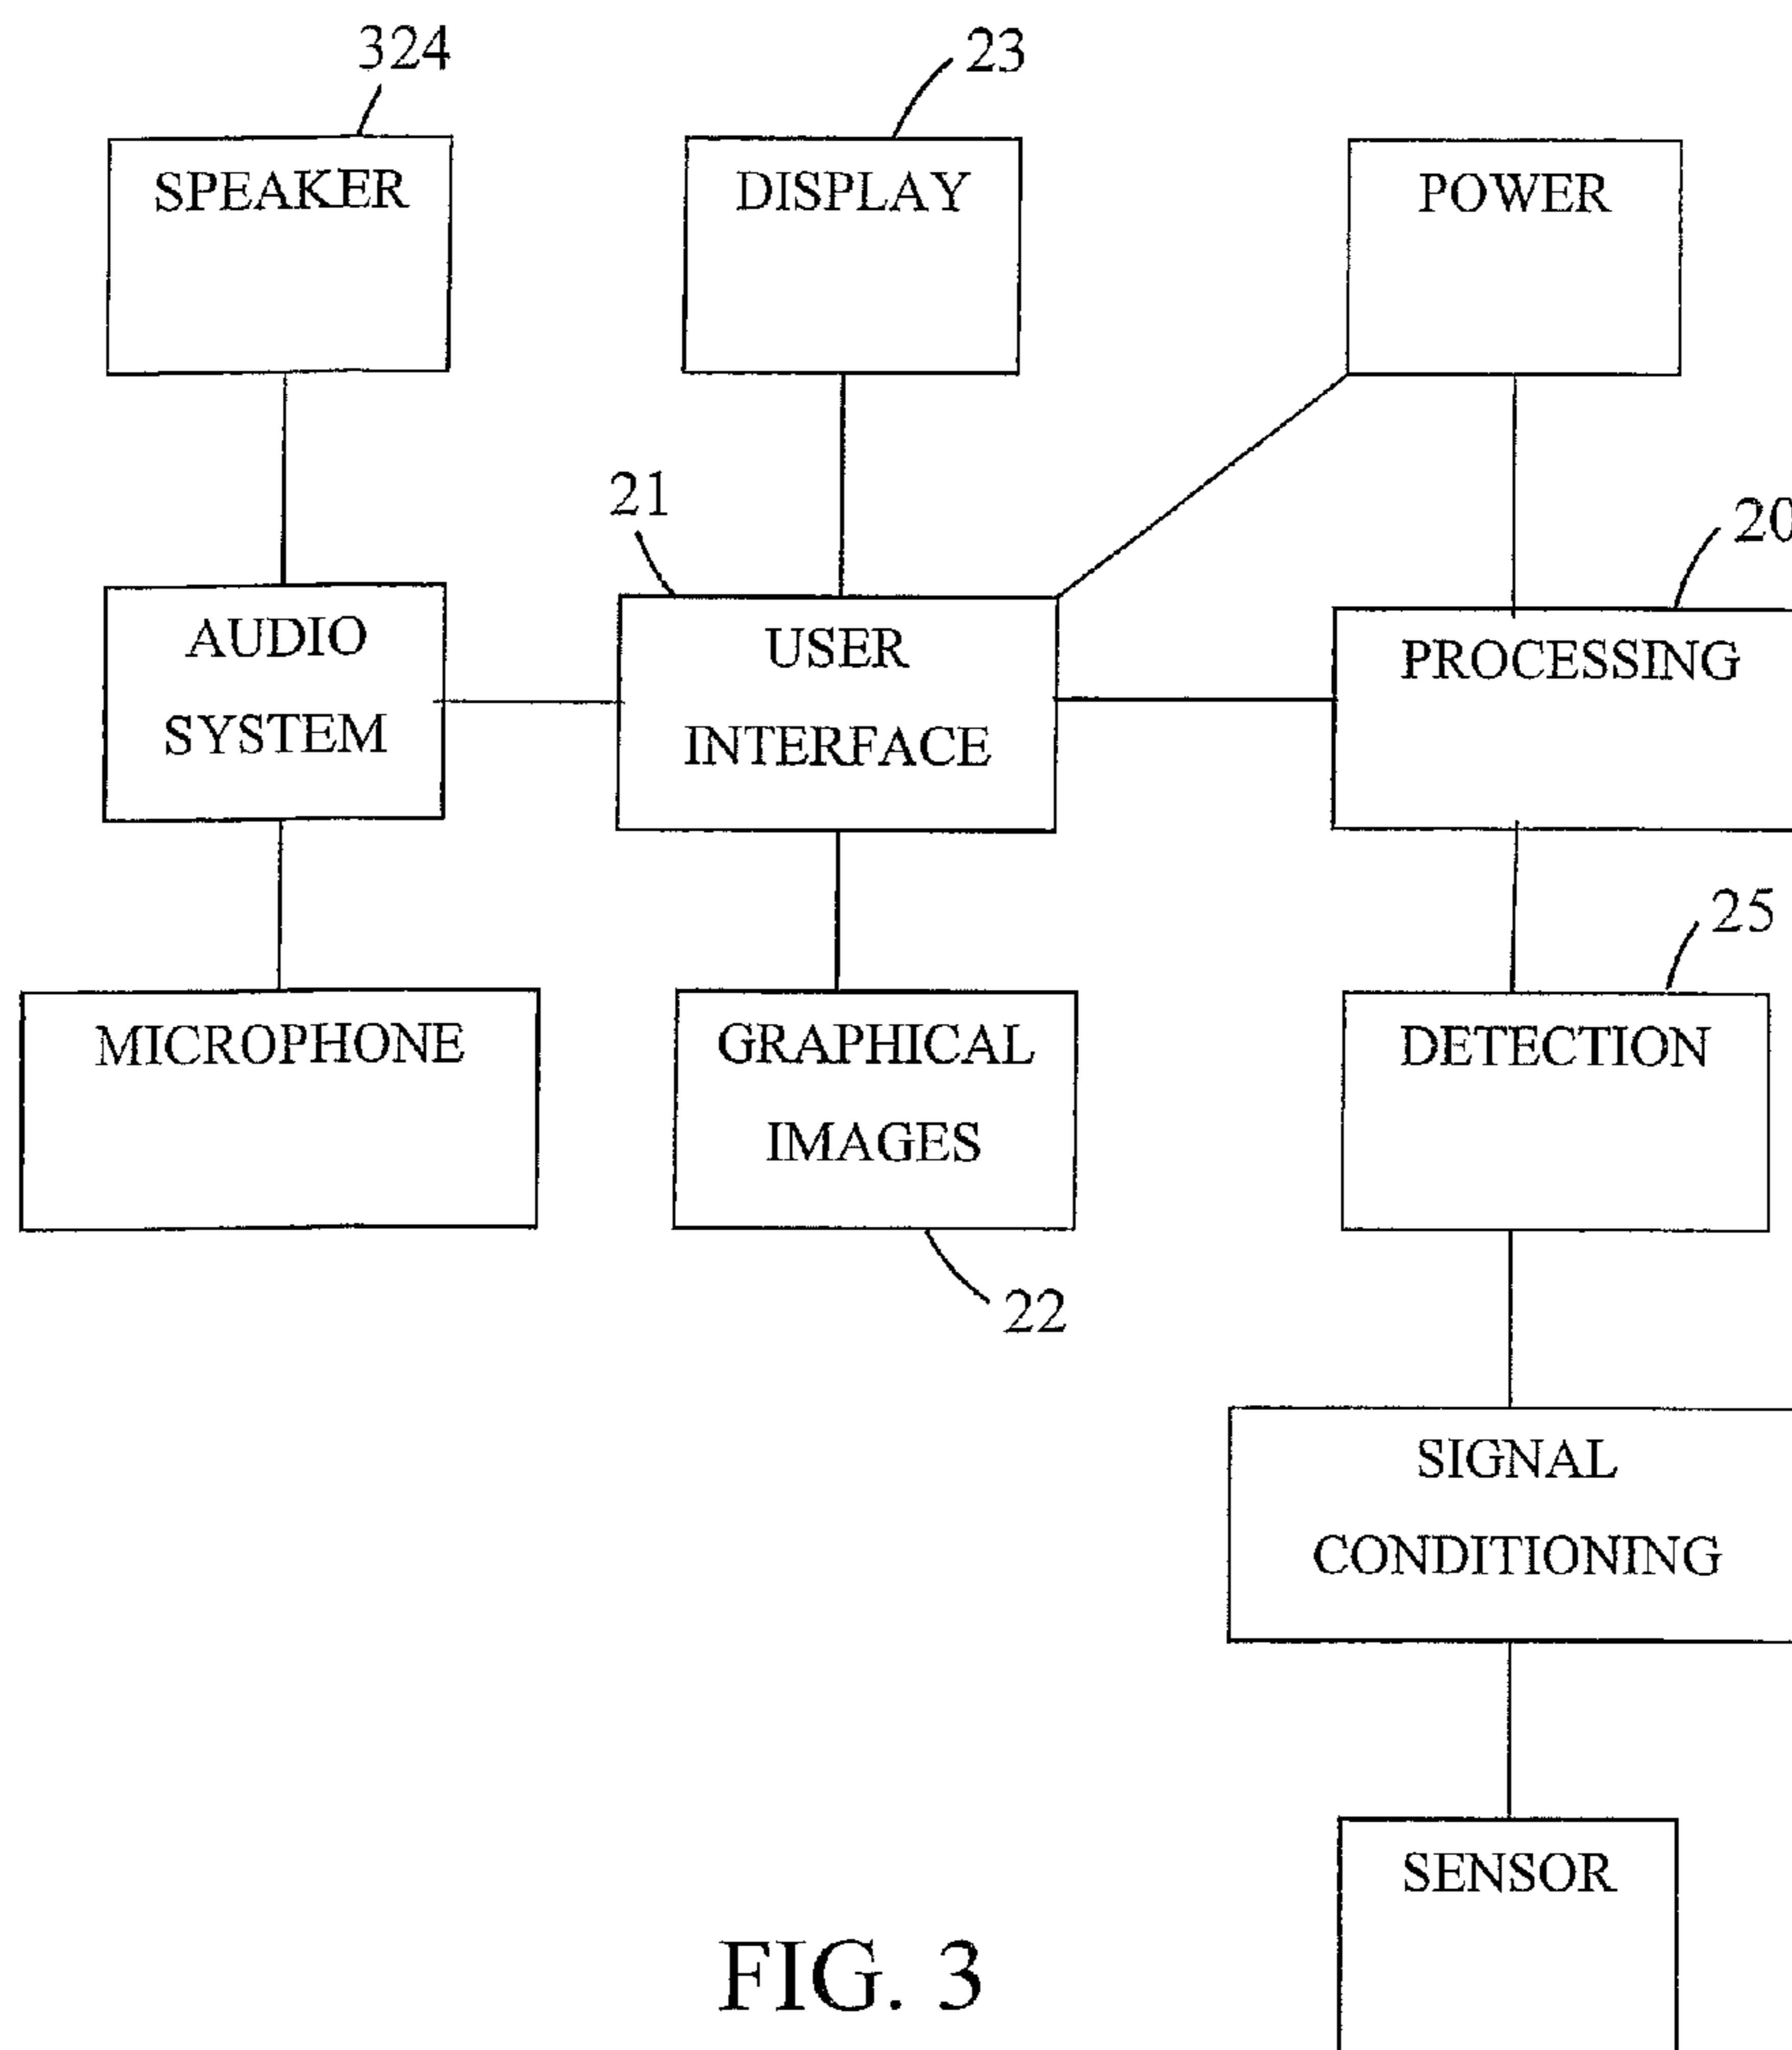 324
23
SPEAKER
DISPLAY
POWER
21
20
AUDIO
SYSTEM
USER
INTERFACE
PROCESSING
25
MICROPHONE
GRAPHICAL
IMAGES
DETECTION
22
SIGNAL
CONDITIONING
SENSOR
FIG. 3